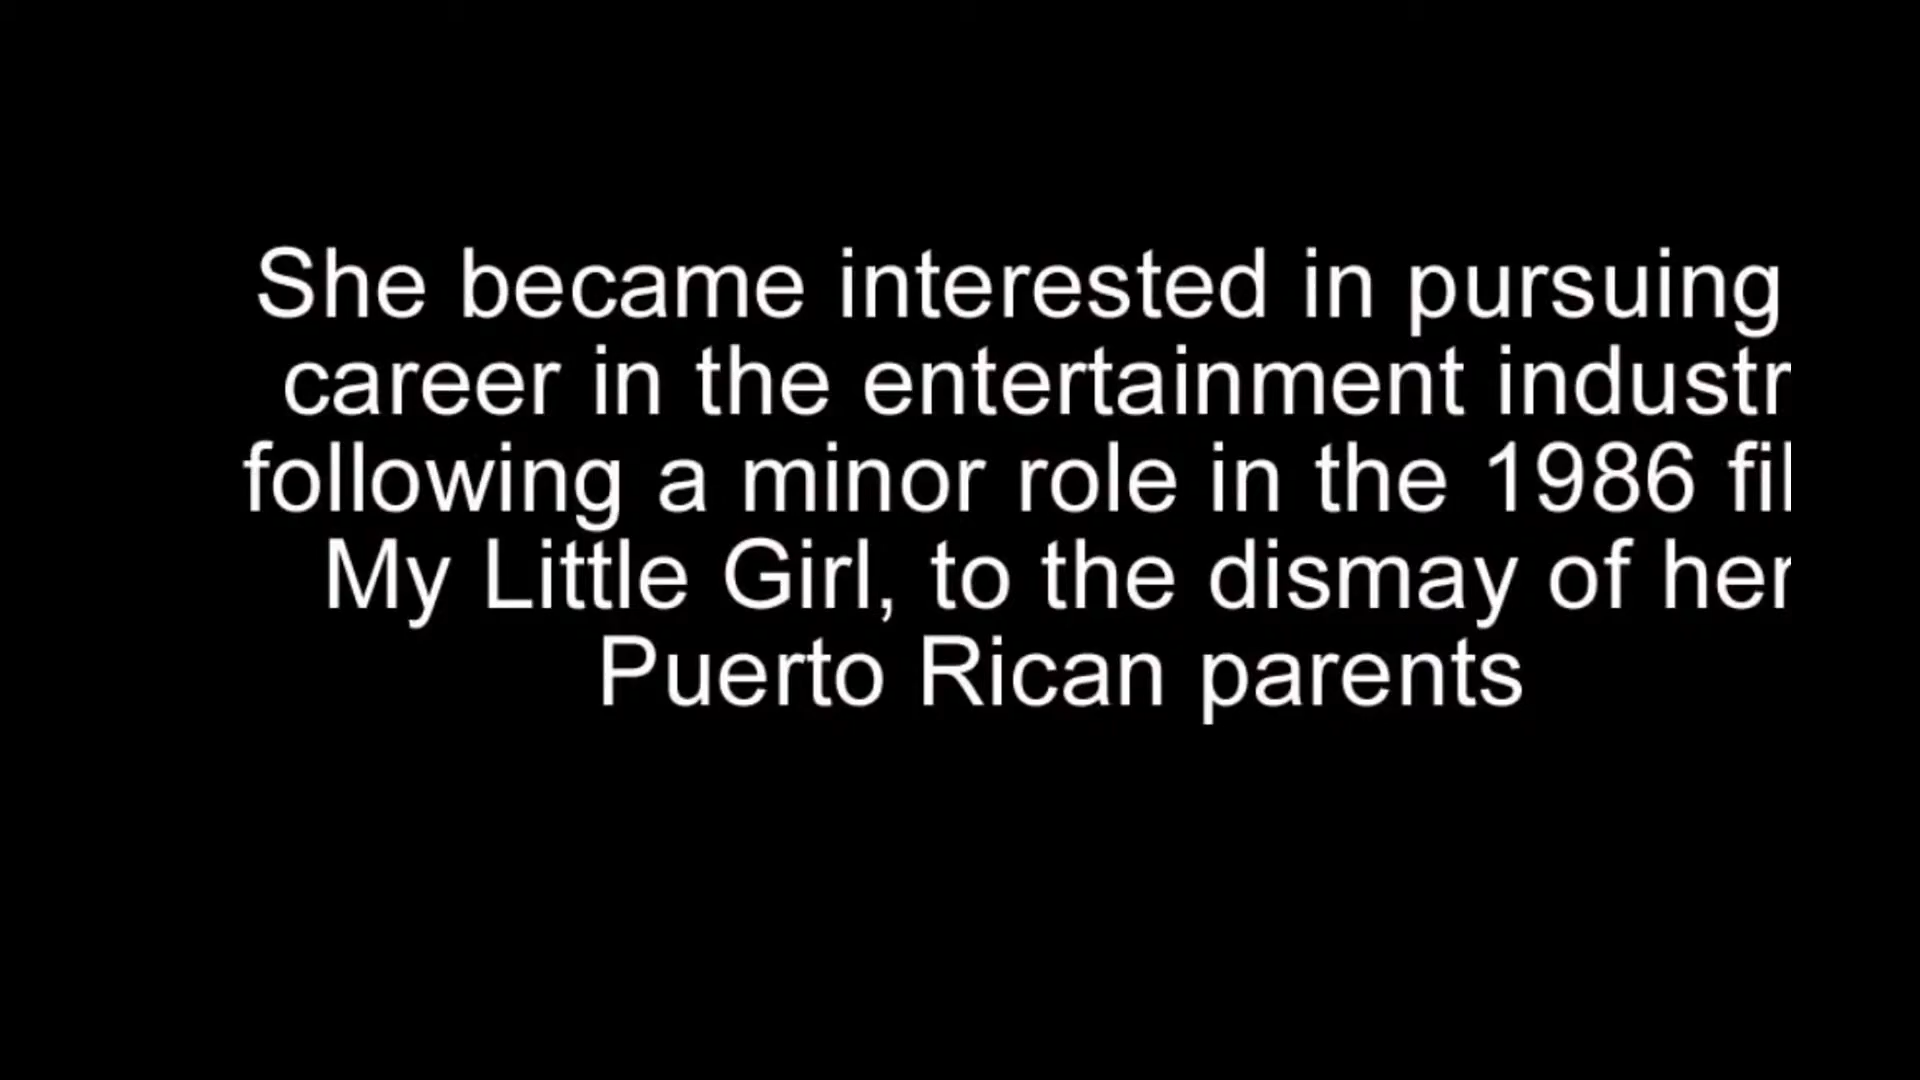 She became interested in pursuing
career in the entertainment industr
following a minor role in the 1986 fil
My Little Girl, to the dismay of her
Puerto Rican parents